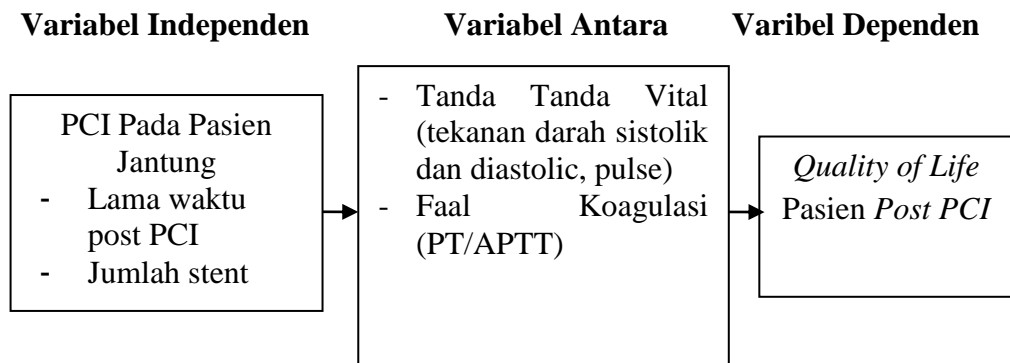 Variabel Independen
PCI Pada Pasien
Jantung
- Lama waktu
post PCI
- Jumlah stent
Variabel Antara
- Tanda Tanda Vital
(tekanan darah sistolik
dan diastolic, pulse)
- Faal Koagulasi
(PT/APTT)
Varibel Dependen
Quality of Life
Pasien Post PCI